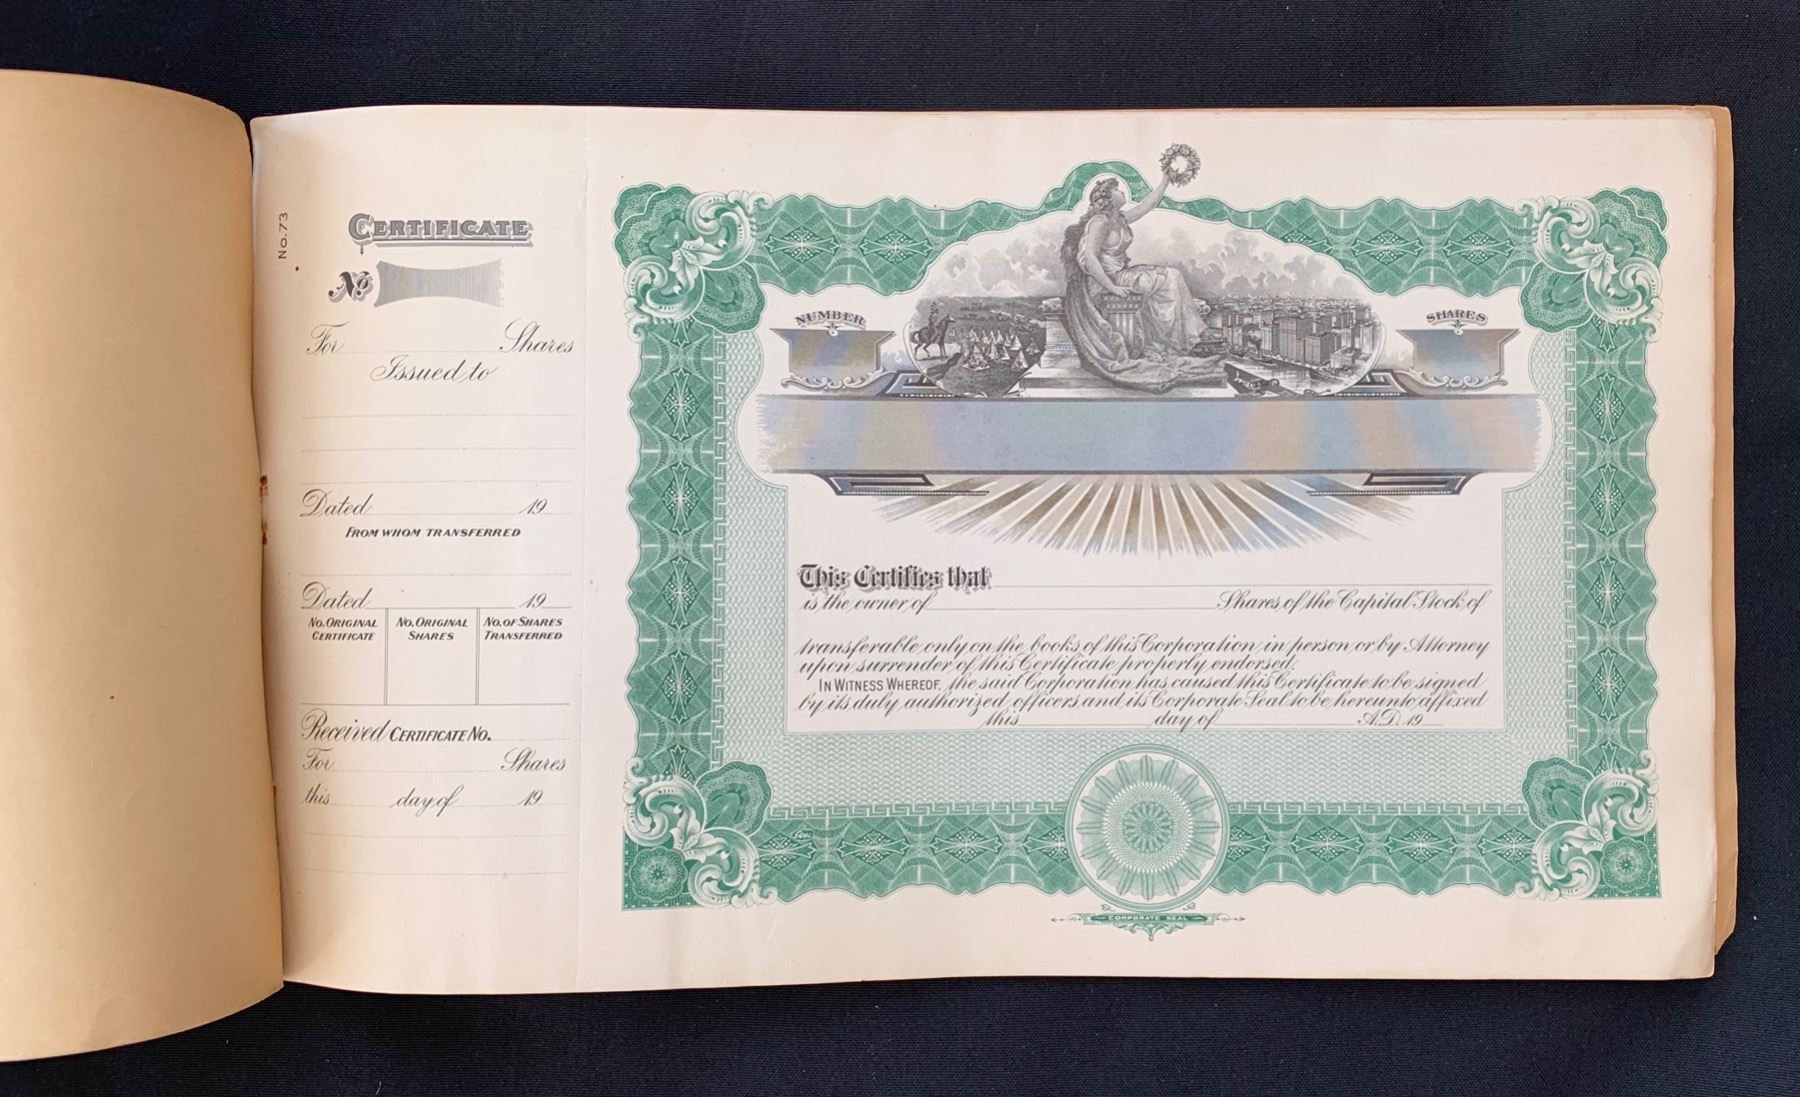 No. 73
CERTIFICATE
No
For Shares
Issued to
Dated 19
FROM WHOM TRANSFERRED
Dated 19
No. ORIGINAL CERTIFICATE
No. ORIGINAL SHARES
No. OF SHARES TRANSFERRED
Received CERTIFICATE No.
For Shares
this day of 19
NUMBER
SHARES
This Certifies that
is the owner of Shares of the Capital Stock of
transferable only on the books of this Corporation in person or by Attorney
upon surrender of this Certificate properly endorsed.
IN WITNESS WHEREOF, the said Corporation has caused this Certificate to be signed
by its duly authorized officers and its Corporate Seal to be hereunto affixed
this day of A.D. 19
CORPORATE SEAL